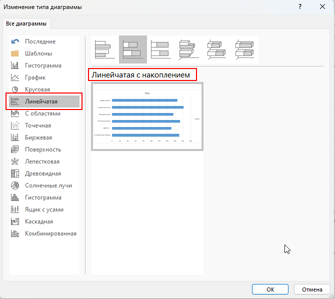 Изменение типа диаграммы
Все диаграммы
Последние
Шаблоны
Гистограмма
График
Круговая
Линейчатая
С областями
Точечная
Биржевая
Поверхность
Лепестковая
Древовидная
Солнечные лучи
Гистограмма
Ящик с усами
Каскадная
Комбинированная
Линейчатая с накоплением
ОК
Отмена